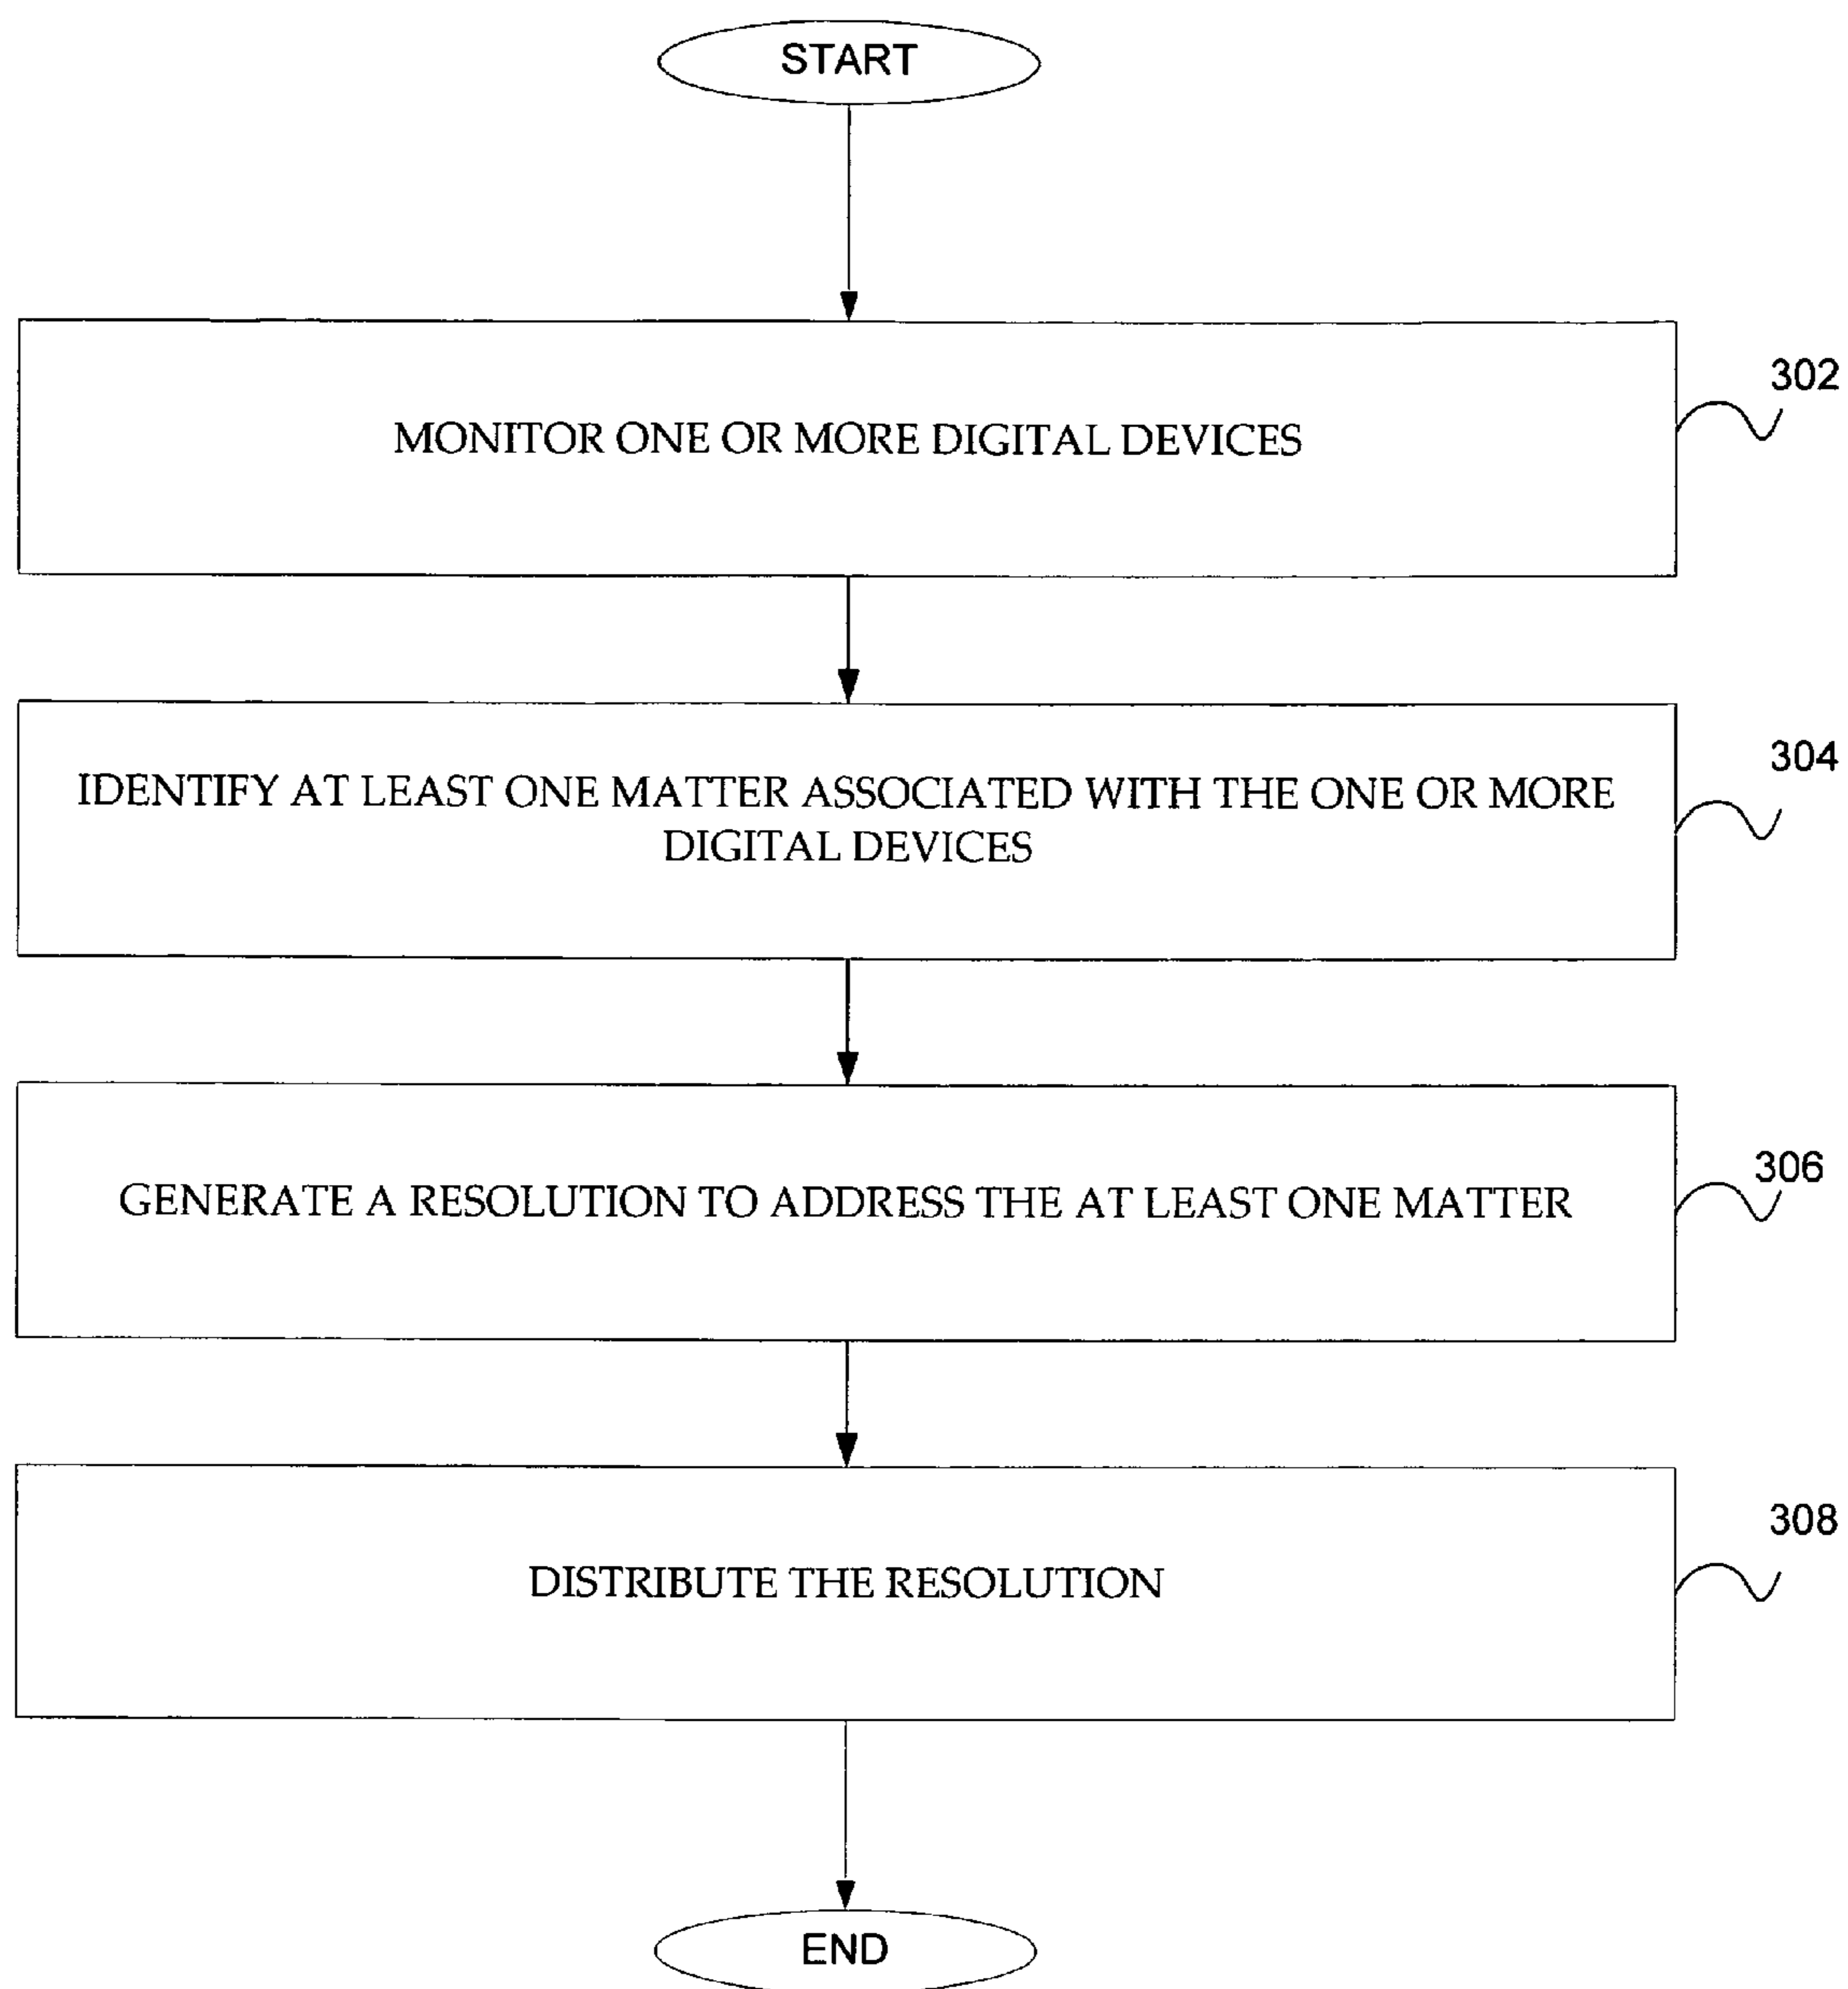 START
302
MONITOR ONE OR MORE DIGITAL DEVICES
304
IDENTIFY AT LEAST ONE MATTER ASSOCIATED WITH THE ONE OR MORE
DIGITAL DEVICES
306
GENERATE A RESOLUTION TO ADDRESS THE AT LEAST ONE MATTER
308
DISTRIBUTE THE RESOLUTION
END